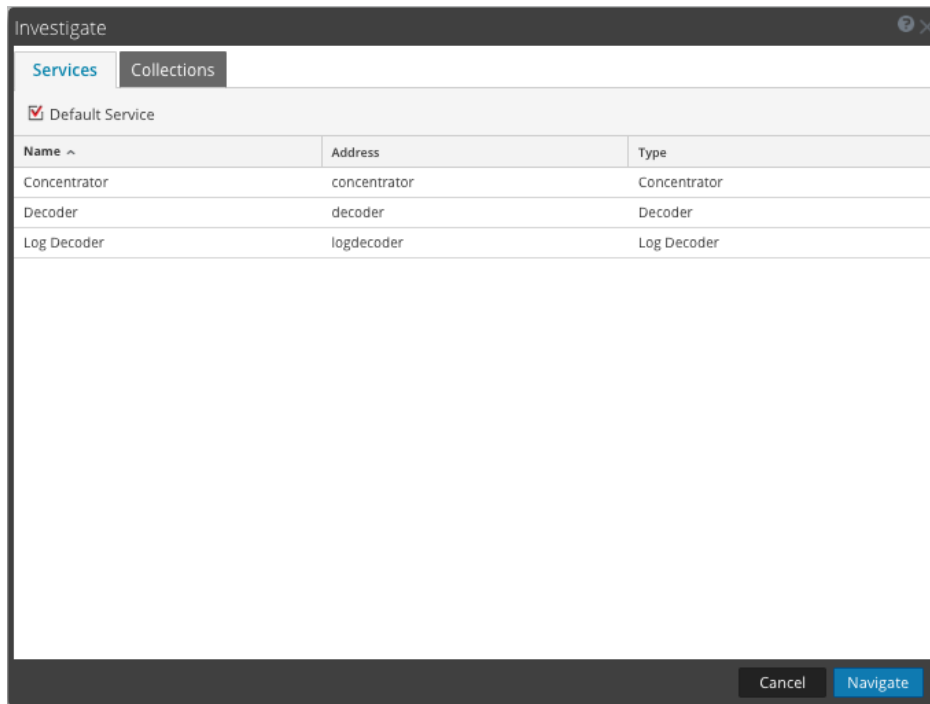 Investigate
Services Collections
Default Service
Name Address Type
Concentrator concentrator Concentrator
Decoder decoder Decoder
Log Decoder logdecoder Log Decoder
Cancel Navigate